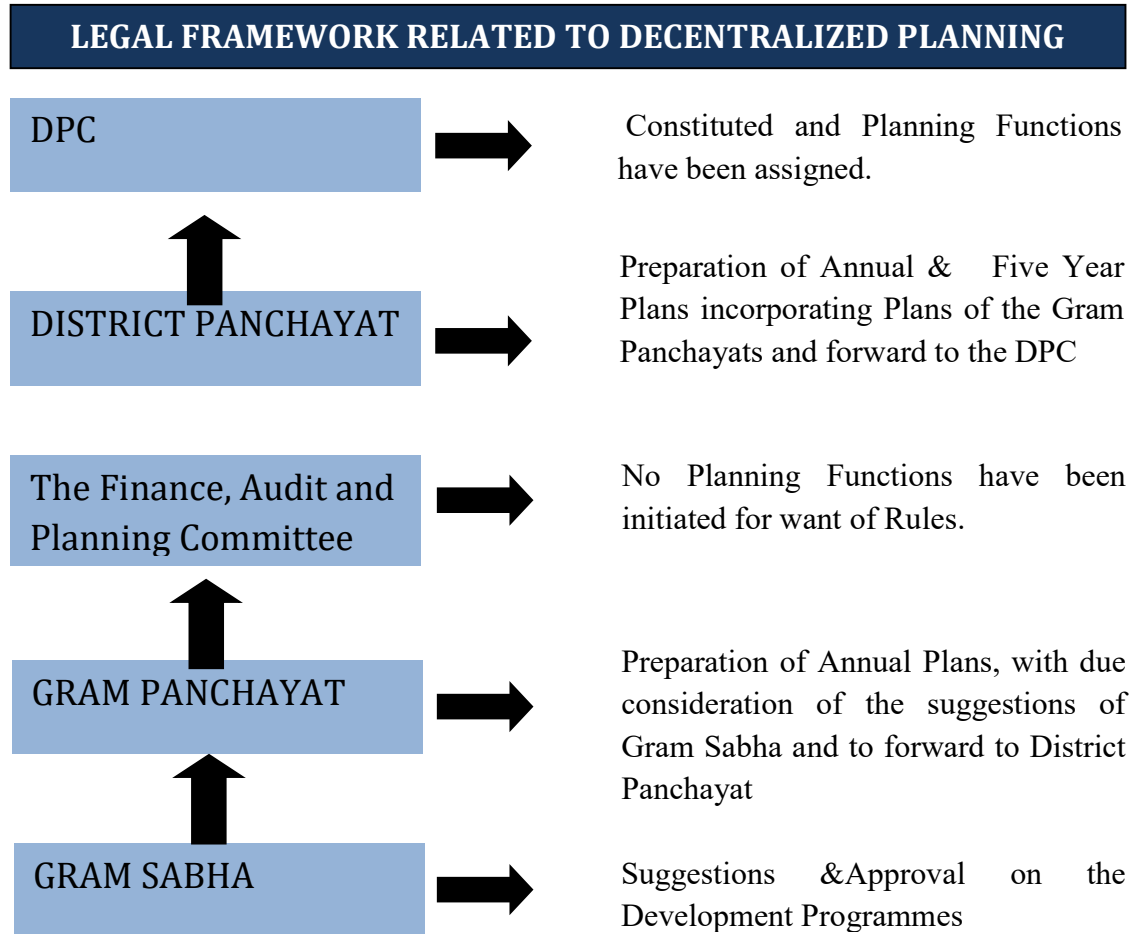 LEGAL FRAMEWORK RELATED TO DECENTRALIZED PLANNING
DPC
Constituted and Planning Functions
have been assigned.
DISTRICT PANCHAYAT
Preparation of Annual & Five Year
Plans incorporating Plans of the Gram
Panchayats and forward to the DPC
The Finance, Audit and
Planning Committee
No Planning Functions have been
initiated for want of Rules.
GRAM PANCHAYAT
Preparation of Annual Plans, with due
consideration of the suggestions of
Gram Sabha and to forward to District
Panchayat
GRAM SABHA
Suggestions &Approval on the
Development Programmes